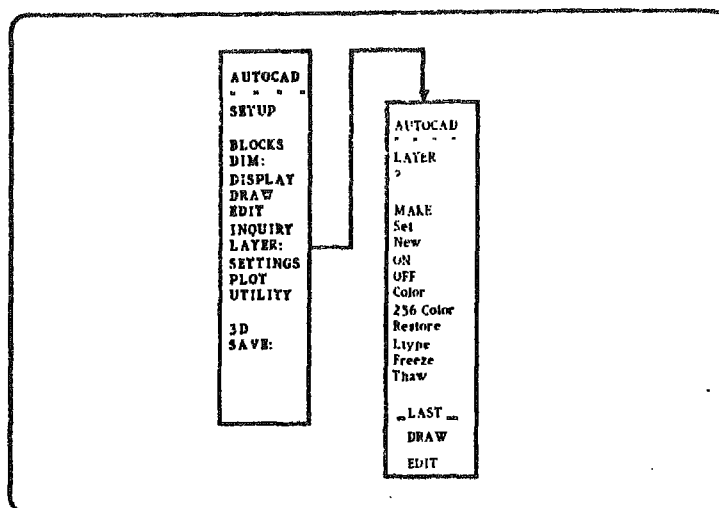 AUTOCAD
* * * *
SETUP
BLOCKS
DIM:
DISPLAY
DRAW
EDIT
INQUIRY
LAYER:
SETTINGS
PLOT
UTILITY
3D
SAVE:
AUTOCAD
* * * *
LAYER
?
MAKE
Set
New
ON
OFF
Color
256 Color
Restore
Ltype
Freeze
Thaw
__LAST__
DRAW
EDIT